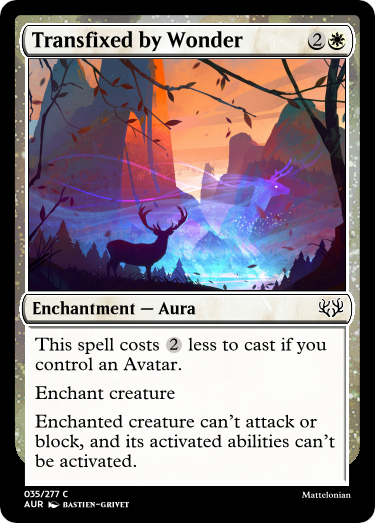 Transfixed by Wonder 2
This spell costs 2 less to cast if you
control an Avatar.
Enchant creature
Enchanted creature can't attack or
block, and its activated abilities can't
be activated.
Enchantment — Aura
035/277 C
AUR BASTIEN-GRIVET
Mattelonian